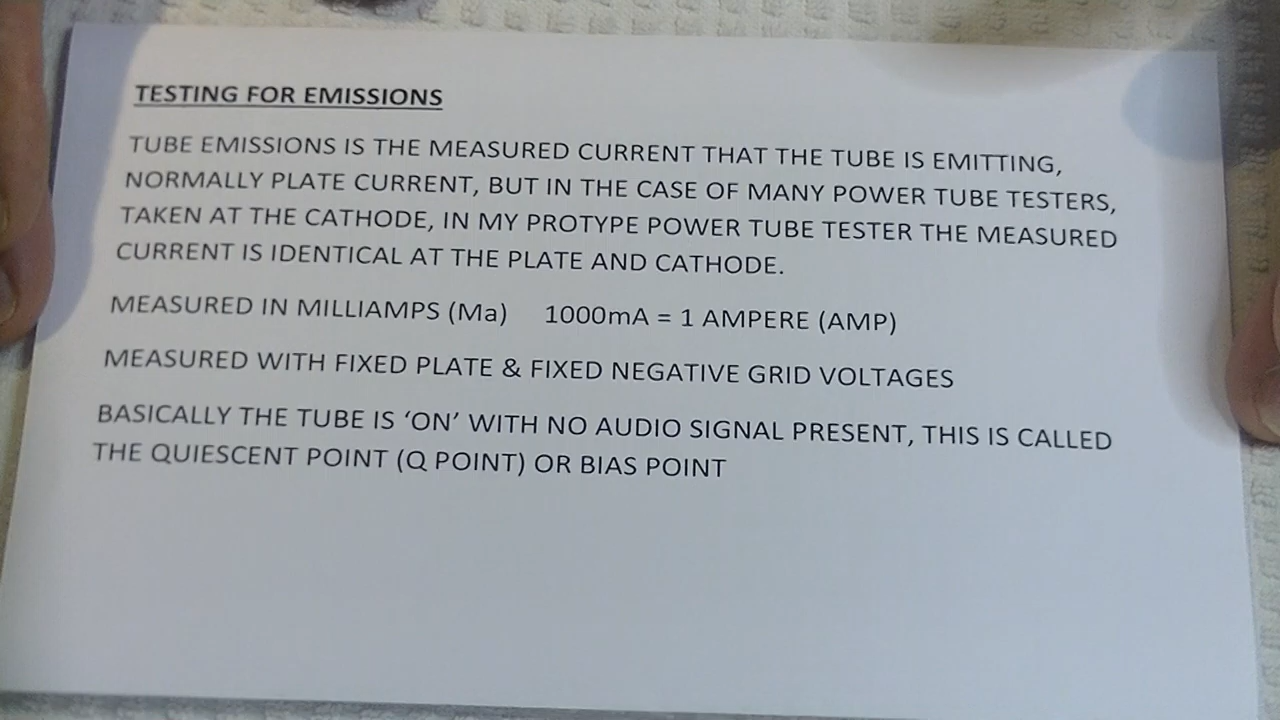 TESTING FOR EMISSIONS
TUBE EMISSIONS IS THE MEASURED CURRENT THAT THE TUBE IS EMITTING,
NORMALLY PLATE CURRENT, BUT IN THE CASE OF MANY POWER TUBE TESTERS,
TAKEN AT THE CATHODE, IN MY PROTYPE POWER TUBE TESTER THE MEASURED
CURRENT IS IDENTICAL AT THE PLATE AND CATHODE.
MEASURED IN MILLIAMPS (Ma) 1000mA = 1 AMPERE (AMP)
MEASURED WITH FIXED PLATE & FIXED NEGATIVE GRID VOLTAGES
BASICALLY THE TUBE IS ‘ON’ WITH NO AUDIO SIGNAL PRESENT, THIS IS CALLED
THE QUIESCENT POINT (Q POINT) OR BIAS POINT